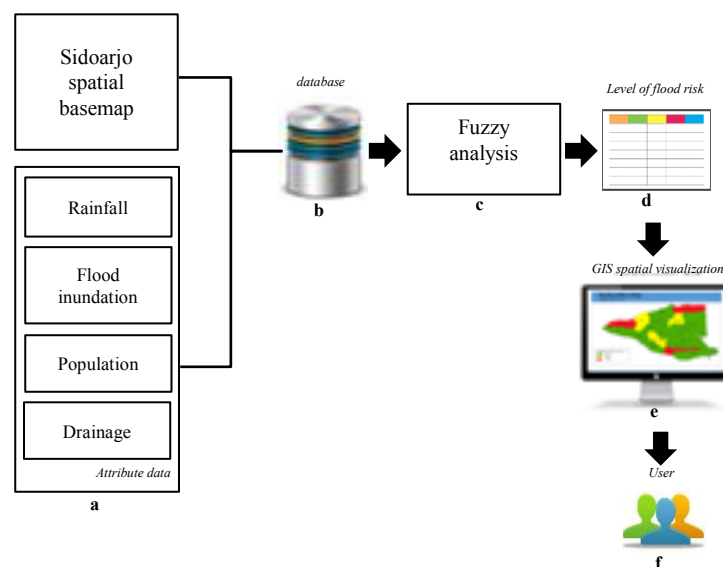 Sidoarjo
spatial
basemap
Rainfall
Flood
inundation
Population
Drainage
Attribute data
a
database
b
Fuzzy
analysis
c
Level of flood risk
d
GIS spatial visualization
e
User
f